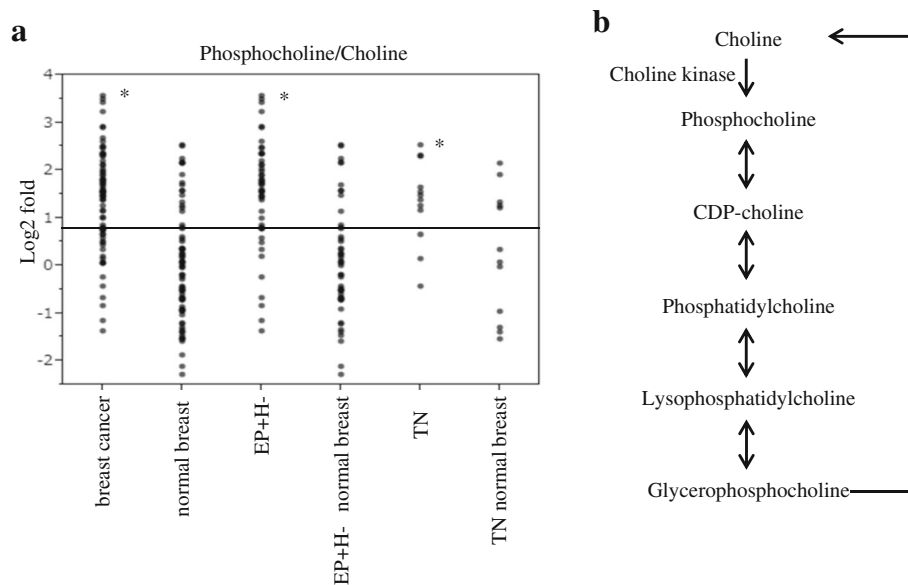 a
Phosphocholine/Choline
4
3
2
1
0
-1
-2
Log2 fold
*
*
*
breast cancer
normal breast
EP+H-
EP+H- normal breast
TN
TN normal breast
b
Choline
Choline kinase
Phosphocholine
CDP-choline
Phosphatidylcholine
Lysophosphatidylcholine
Glycerophosphocholine